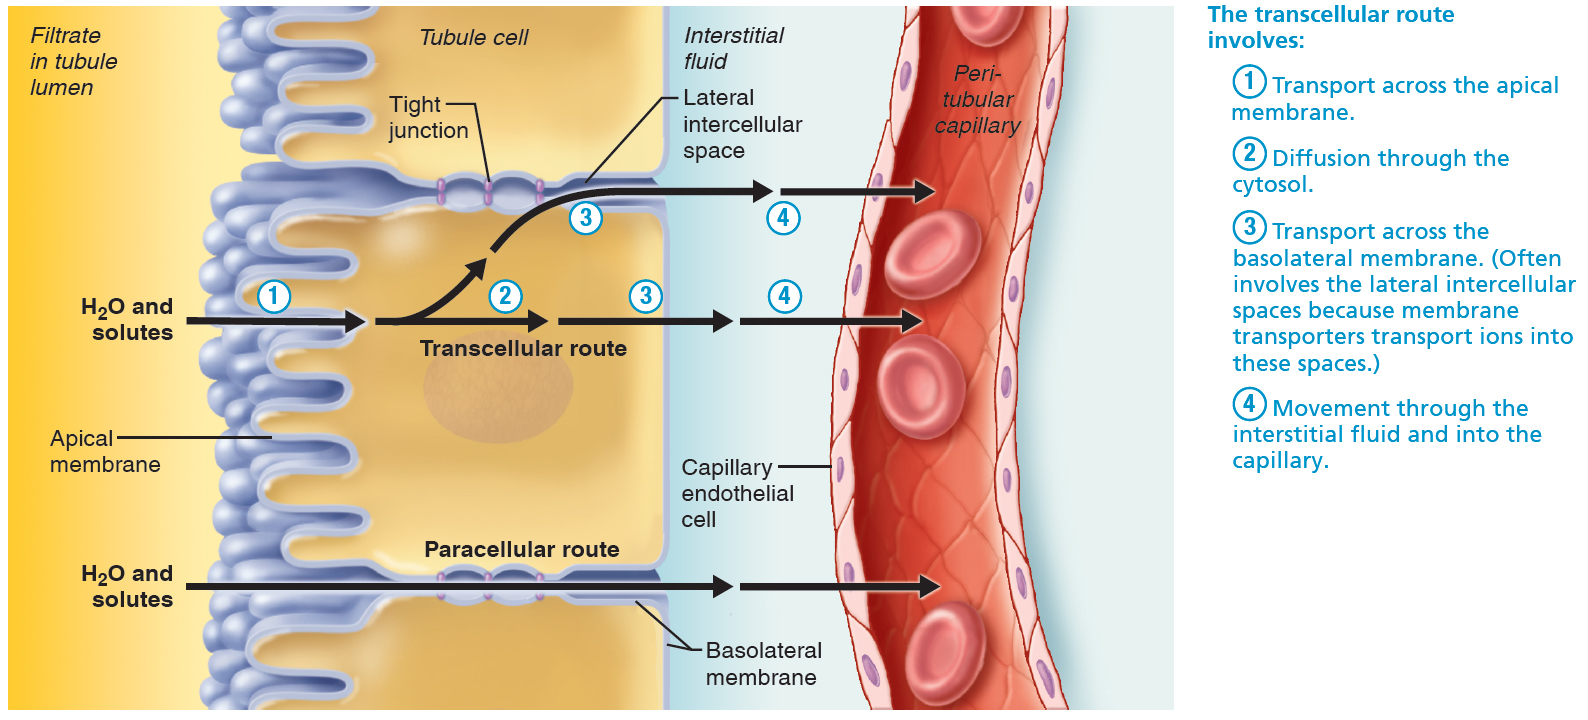 Filtrate
in tubule
lumen
Tubule cell
Interstitial
fluid
Peri-
tubular
capillary
Tight
junction
Lateral
intercellular
space
3
4
H2O and
solutes
1
2
3
4
Transcellular route
Apical
membrane
Capillary
endothelial
cell
Paracellular route
H2O and
solutes
Basolateral
membrane
The transcellular route
involves:
1 Transport across the apical
membrane.
2 Diffusion through the
cytosol.
3 Transport across the
basolateral membrane. (Often
involves the lateral intercellular
spaces because membrane
transporters transport ions into
these spaces.)
4 Movement through the
interstitial fluid and into the
capillary.